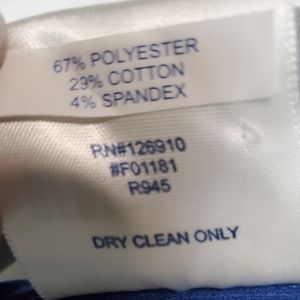 67% POLYESTER
29% COTTON
4% SPANDEX
RN#126910
#F01181
R945
DRY CLEAN ONLY